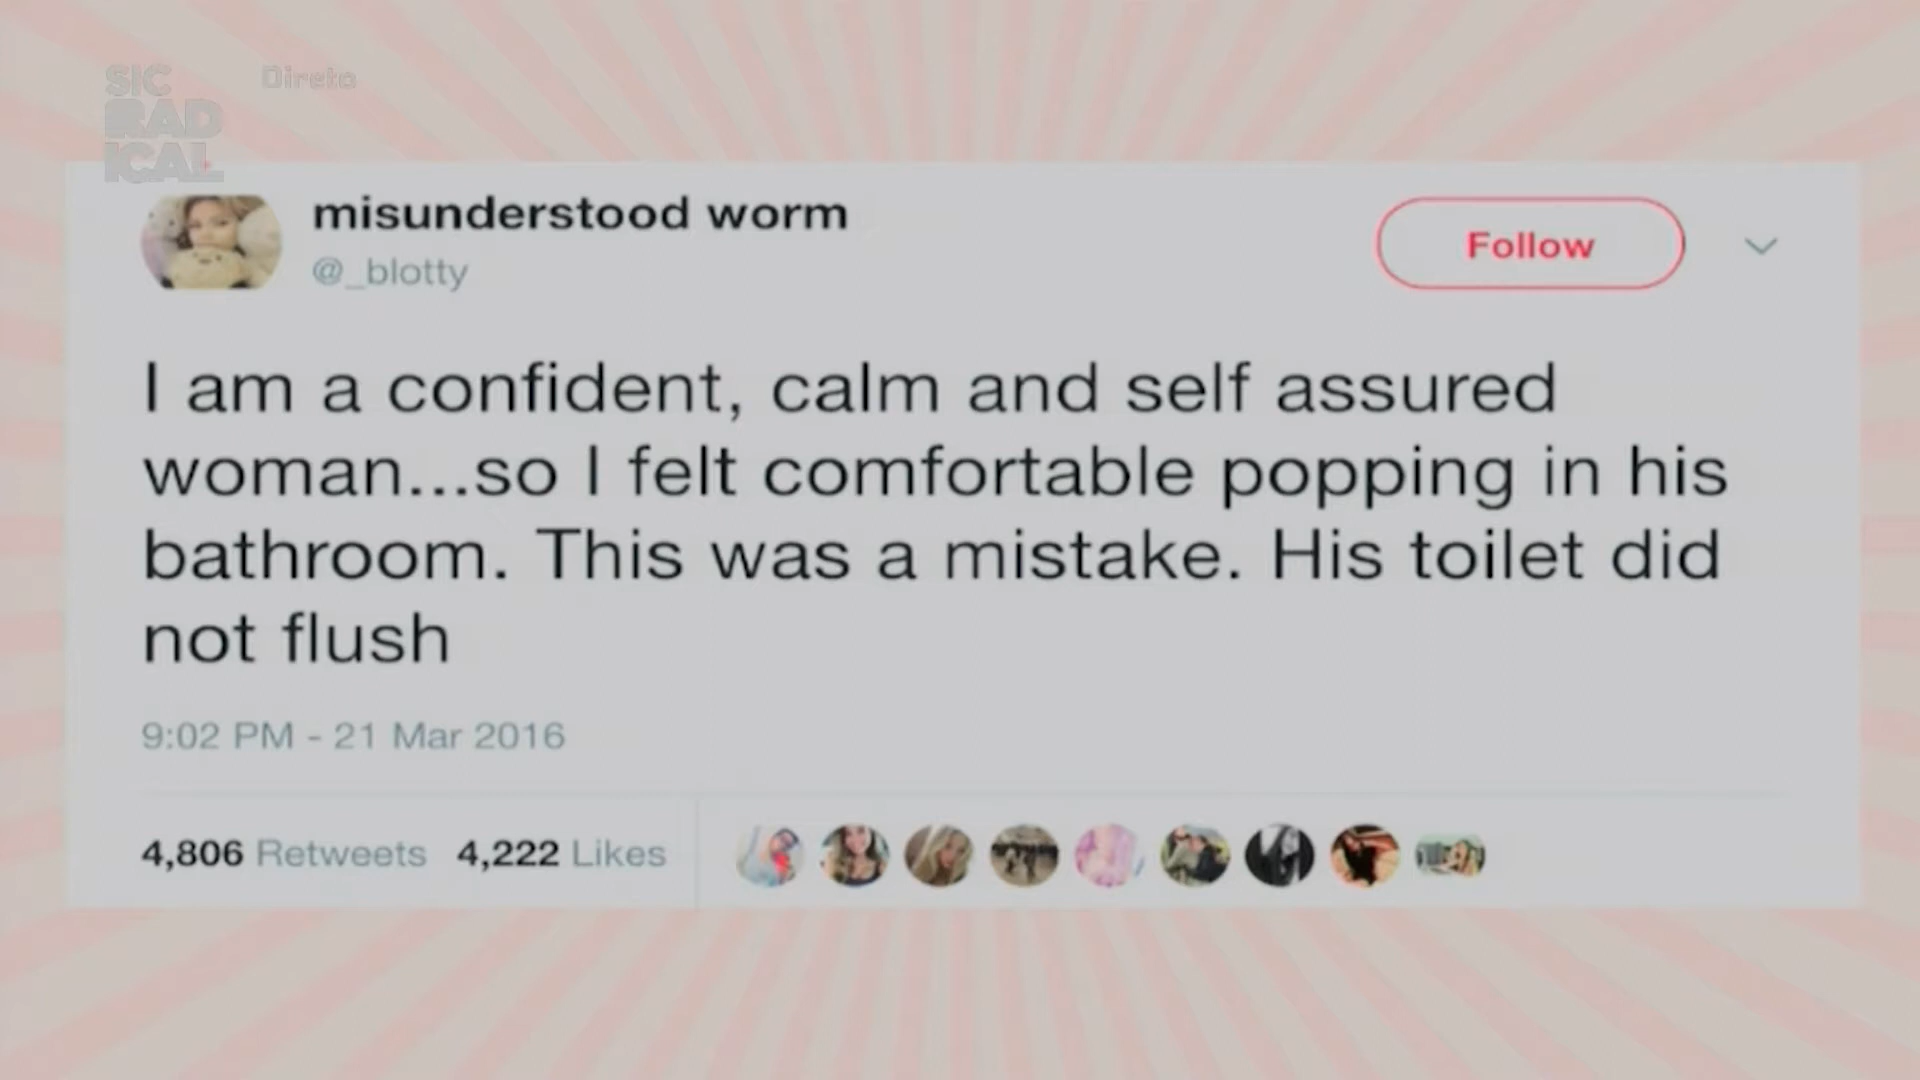 SIC
RAD
ICAL
Direto
misunderstood worm
@_blotty
Follow
I am a confident, calm and self assured
woman...so I felt comfortable popping in his
bathroom. This was a mistake. His toilet did
not flush
9:02 PM - 21 Mar 2016
4,806 Retweets 4,222 Likes